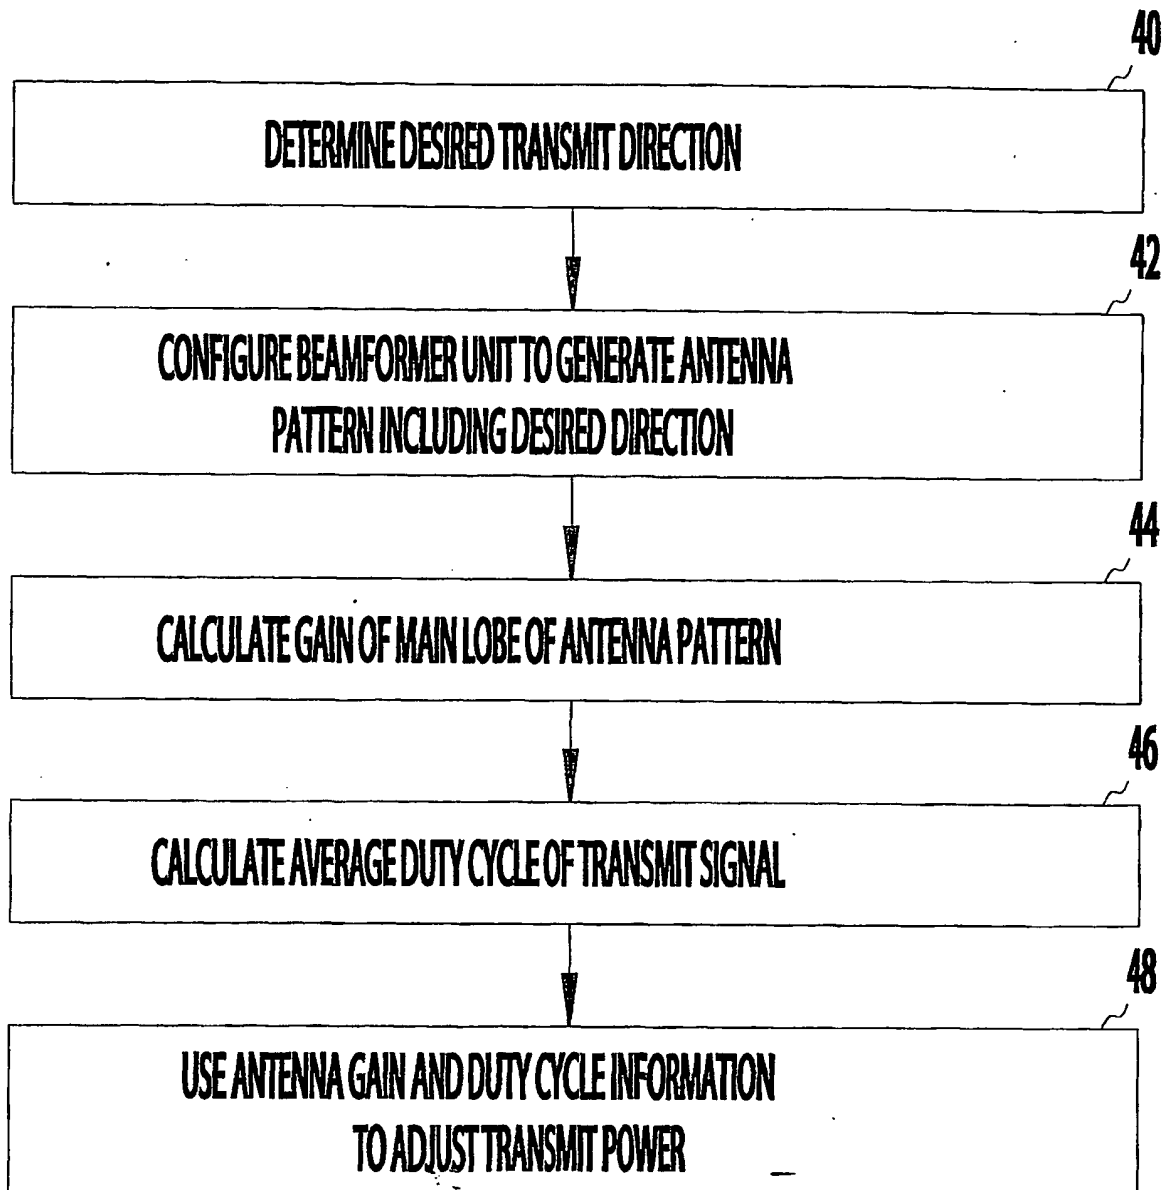 40
DETERMINE DESIRED TRANSMIT DIRECTION
42
CONFIGURE BEAMFORMER UNIT TO GENERATE ANTENNA
PATTERN INCLUDING DESIRED DIRECTION
44
CALCULATE GAIN OF MAIN LOBE OF ANTENNA PATTERN
46
CALCULATE AVERAGE DUTY CYCLE OF TRANSMIT SIGNAL
48
USE ANTENNA GAIN AND DUTY CYCLE INFORMATION
TO ADJUST TRANSMIT POWER